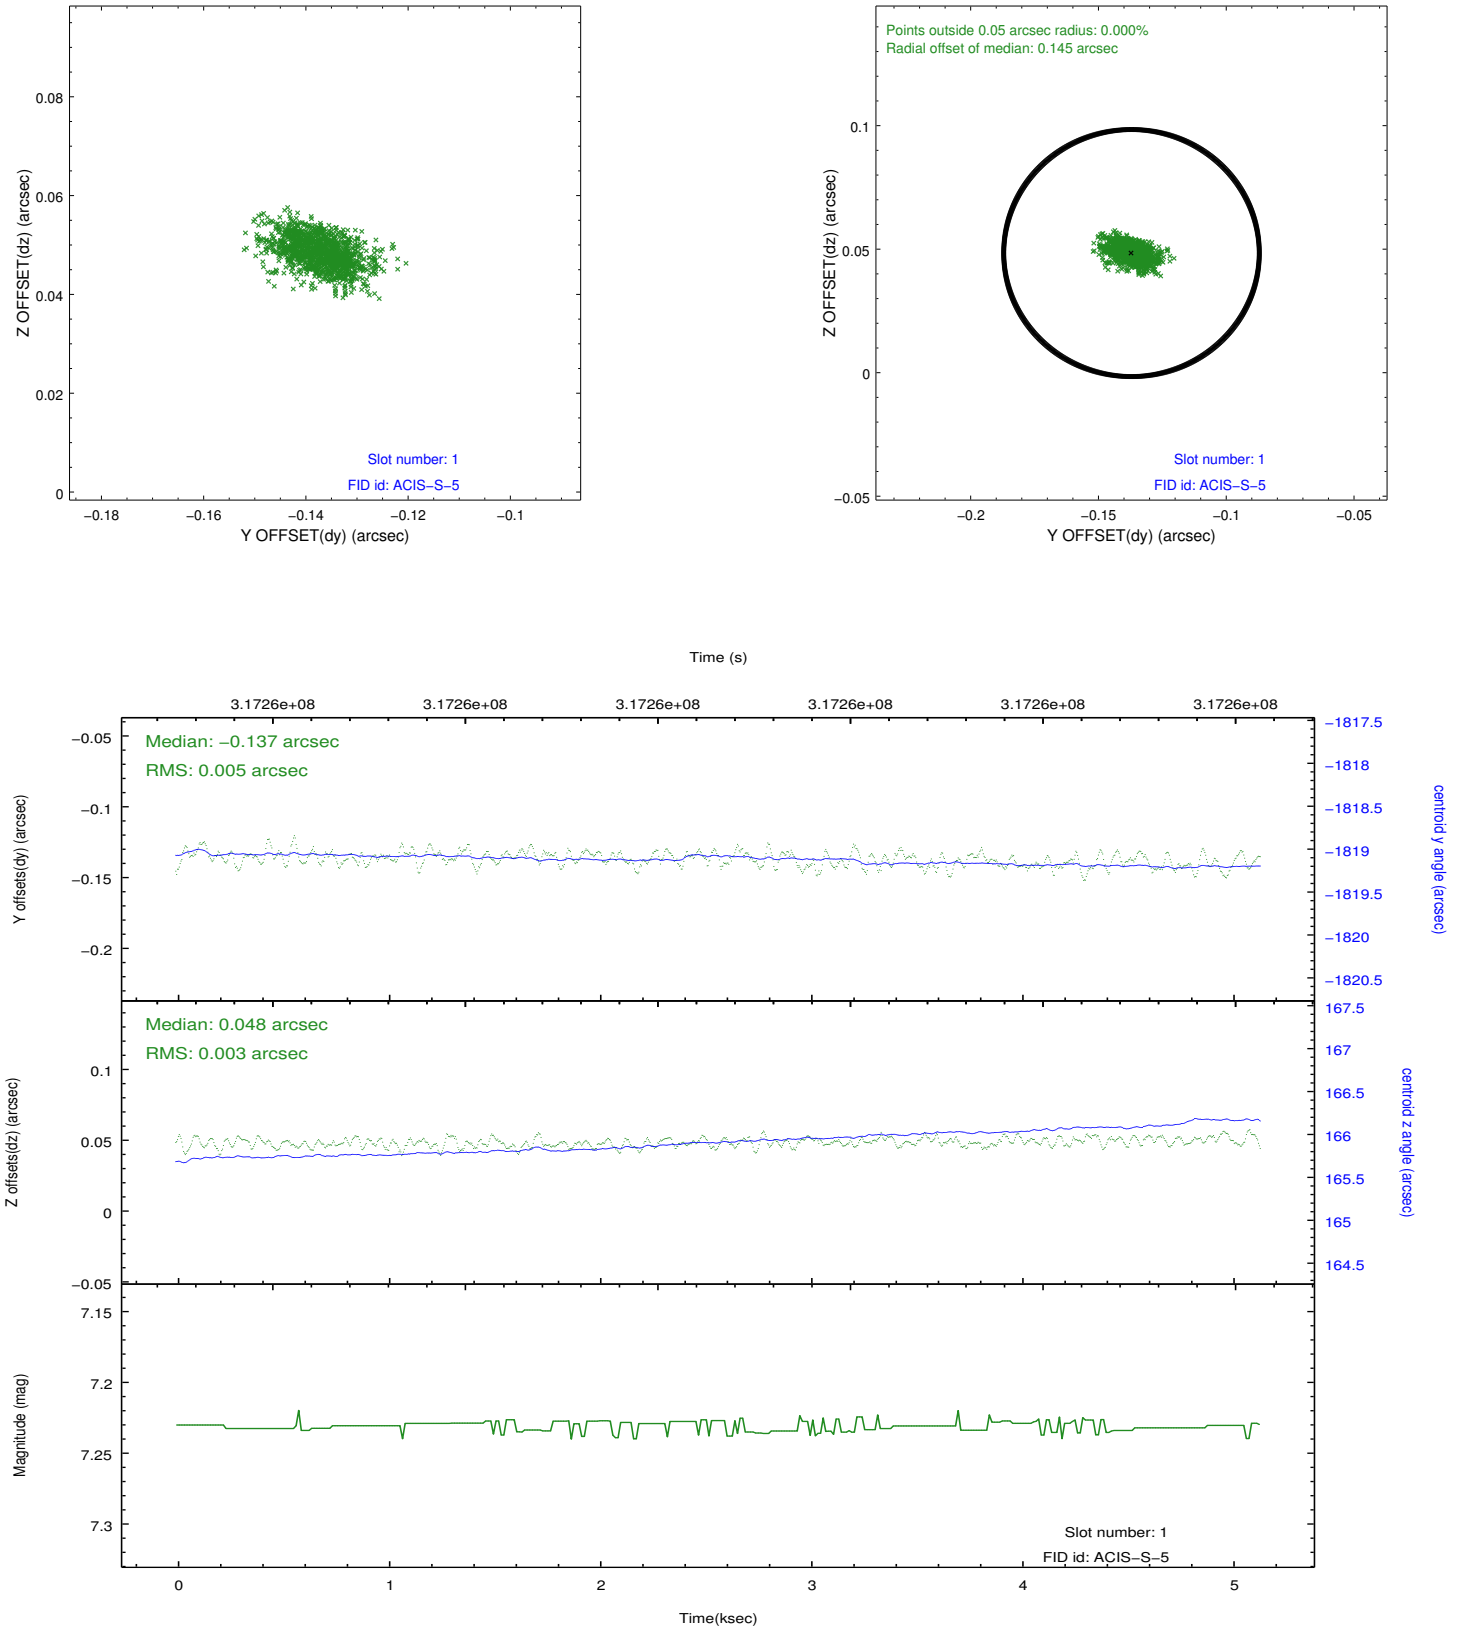 0.08
0.06
0.04
0.02
0
Z OFFSET(dz) (arcsec)
Slot number: 1
FID id: ACIS−S−5
−0.18 −0.16 −0.14 −0.12 −0.1
Y OFFSET(dy) (arcsec)
Points outside 0.05 arcsec radius: 0.000%
Radial offset of median: 0.145 arcsec
0.1
0.05
0
−0.05
Z OFFSET(dz) (arcsec)
Slot number: 1
FID id: ACIS−S−5
−0.2 −0.15 −0.1 −0.05
Y OFFSET(dy) (arcsec)
Time (s)
3.1726e+08 3.1726e+08 3.1726e+08 3.1726e+08 3.1726e+08 3.1726e+08
Median: −0.137 arcsec
RMS: 0.005 arcsec
−0.05
−0.1
−0.15
−0.2
Y offsets(dy) (arcsec)
−1817.5
−1818
−1818.5
−1819
−1819.5
−1820
−1820.5
centroid y angle (arcsec)
Median: 0.048 arcsec
RMS: 0.003 arcsec
0.1
0.05
0
−0.05
Z offsets(dz) (arcsec)
167.5
167
166.5
166
165.5
165
164.5
centroid z angle (arcsec)
7.15
7.2
7.25
7.3
Magnitude (mag)
Slot number: 1
FID id: ACIS−S−5
0 1 2 3 4 5
Time(ksec)